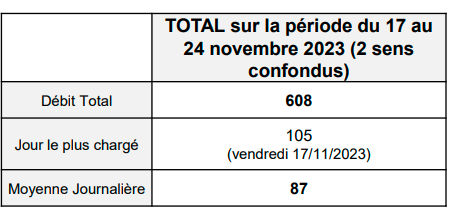 TOTAL sur la période du 17 au
24 novembre 2023 (2 sens
confondus)
Débit Total
608
Jour le plus chargé
105
(vendredi 17/11/2023)
Moyenne Journalière
87